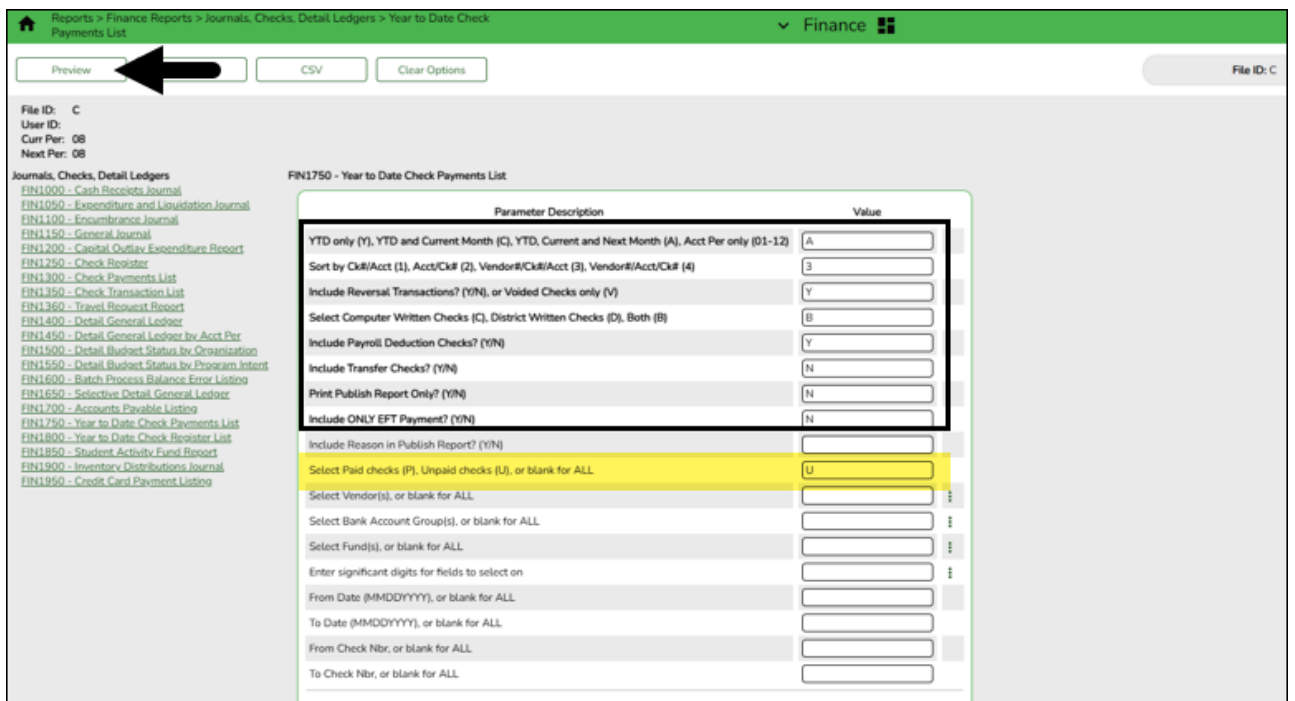 Reports > Finance Reports > Journals, Checks, Detail Ledgers > Year to Date Check
Payments List
Finance
Preview
CSV
Clear Options
File ID: C
File ID: C
User ID:
Curr Per: 08
Next Per: 08
Journals, Checks, Detail Ledgers
FIN1000 - Cash Receipts Journal
FIN1050 - Expenditure and Liquidation Journal
FIN1100 - Encumbrance Journal
FIN1150 - General Journal
FIN1200 - Capital Outlay Expenditure Report
FIN1250 - Check Register
FIN1300 - Check Payments List
FIN1350 - Check Transaction List
FIN1360 - Travel Request Report
FIN1400 - Detail General Ledger
FIN1450 - Detail General Ledger by Acct Per
FIN1500 - Detail Budget Status by Organization
FIN1550 - Detail Budget Status by Program Intent
FIN1600 - Batch Process Balance Error Listing
FIN1650 - Selective Detail General Ledger
FIN1700 - Accounts Payable Listing
FIN1750 - Year to Date Check Payments List
FIN1800 - Year to Date Check Register List
FIN1850 - Student Activity Fund Report
FIN1900 - Inventory Distributions Journal
FIN1950 - Credit Card Payment Listing
FIN1750 - Year to Date Check Payments List
Parameter Description Value
YTD only (Y), YTD and Current Month (C), YTD, Current and Next Month (A), Acct Per only (01-12) A
Sort by Ck#/Acct (1), Acct/Ck# (2), Vendor#/Ck#/Acct (3), Vendor#/Acct/Ck# (4) 3
Include Reversal Transactions? (Y/N), or Voided Checks only (V) Y
Select Computer Written Checks (C), District Written Checks (D), Both (B) B
Include Payroll Deduction Checks? (Y/N) Y
Include Transfer Checks? (Y/N) N
Print Publish Report Only? (Y/N) N
Include ONLY EFT Payment? (Y/N) N
Include Reason in Publish Report? (Y/N)
Select Paid checks (P), Unpaid checks (U), or blank for ALL U
Select Vendor(s), or blank for ALL
Select Bank Account Group(s), or blank for ALL
Select Fund(s), or blank for ALL
Enter significant digits for fields to select on
From Date (MMDDYYYY), or blank for ALL
To Date (MMDDYYYY), or blank for ALL
From Check Nbr, or blank for ALL
To Check Nbr, or blank for ALL